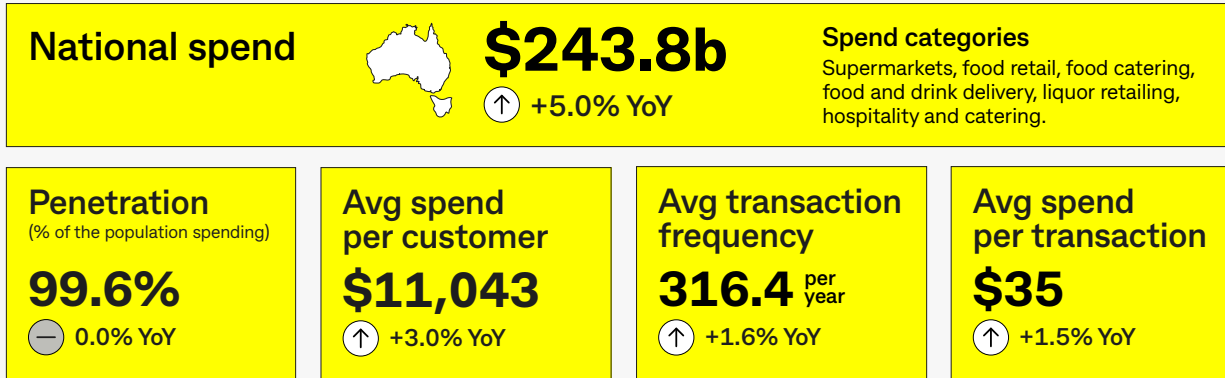 National spend
$243.8b
+5.0% YoY
Spend categories
Supermarkets, food retail, food catering,
food and drink delivery, liquor retailing,
hospitality and catering.
Penetration
(% of the population spending)
99.6%
0.0% YoY
Avg spend
per customer
$11,043
+3.0% YoY
Avg transaction
frequency
316.4 per
year
+1.6% YoY
Avg spend
per transaction
$35
+1.5% YoY